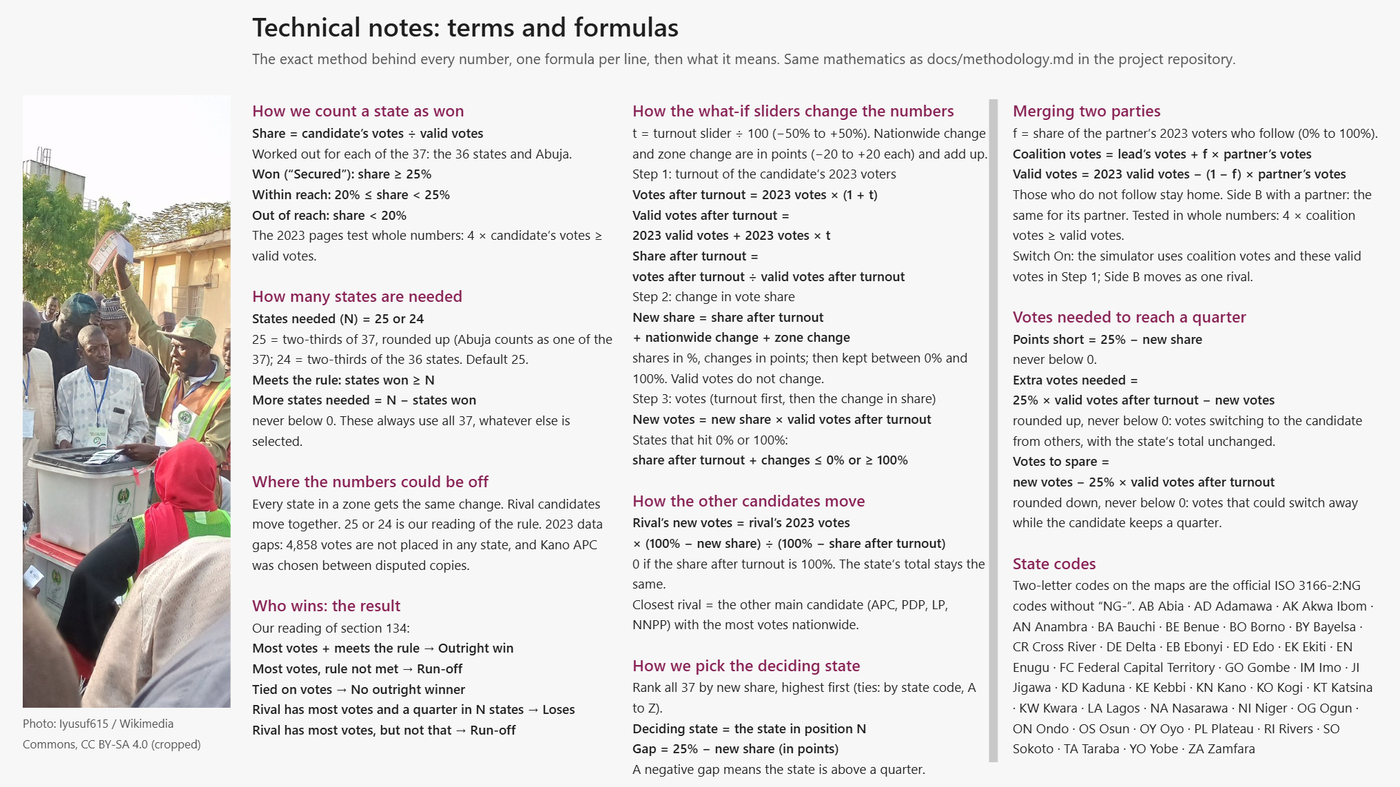 Technical notes: terms and formulas
The exact method behind every number, one formula per line, then what it means. Same mathematics as docs/methodology.md in the project repository.
How we count a state as won
Share = candidate's votes ÷ valid votes
Worked out for each of the 37: the 36 states and Abuja.
Won (“Secured”): share ≥ 25%
Within reach: 20% ≤ share < 25%
Out of reach: share < 20%
The 2023 pages test whole numbers: 4 × candidate's votes ≥
valid votes.
How many states are needed
States needed (N) = 25 or 24
25 = two-thirds of 37, rounded up (Abuja counts as one of the
37); 24 = two-thirds of the 36 states. Default 25.
Meets the rule: states won ≥ N
More states needed = N − states won
never below 0. These always use all 37, whatever else is
selected.
Where the numbers could be off
Every state in a zone gets the same change. Rival candidates
move together. 25 or 24 is our reading of the rule. 2023 data
gaps: 4,858 votes are not placed in any state, and Kano APC
was chosen between disputed copies.
Who wins: the result
Our reading of section 134:
Most votes + meets the rule → Outright win
Most votes, rule not met → Run-off
Tied on votes → No outright winner
Rival has most votes and a quarter in N states → Loses
Rival has most votes, but not that → Run-off
Photo: Iyusuf615 / Wikimedia
Commons, CC BY-SA 4.0 (cropped)
How the what-if sliders change the numbers
t = turnout slider ÷ 100 (−50% to +50%). Nationwide change
and zone change are in points (−20 to +20 each) and add up.
Step 1: turnout of the candidate's 2023 voters
Votes after turnout = 2023 votes × (1 + t)
Valid votes after turnout =
2023 valid votes + 2023 votes × t
Share after turnout =
votes after turnout ÷ valid votes after turnout
Step 2: change in vote share
New share = share after turnout
+ nationwide change + zone change
shares in %, changes in points; then kept between 0% and
100%. Valid votes do not change.
Step 3: votes (turnout first, then the change in share)
New votes = new share × valid votes after turnout
States that hit 0% or 100%:
share after turnout + changes ≤ 0% or ≥ 100%
How the other candidates move
Rival's new votes = rival's 2023 votes
× (100% − new share) ÷ (100% − share after turnout)
0 if the share after turnout is 100%. The state's total stays the
same.
Closest rival = the other main candidate (APC, PDP, LP,
NNPP) with the most votes nationwide.
How we pick the deciding state
Rank all 37 by new share, highest first (ties: by state code, A
to Z).
Deciding state = the state in position N
Gap = 25% − new share (in points)
A negative gap means the state is above a quarter.
Merging two parties
f = share of the partner's 2023 voters who follow (0% to 100%).
Coalition votes = lead's votes + f × partner's votes
Valid votes = 2023 valid votes − (1 − f) × partner's votes
Those who do not follow stay home. Side B with a partner: the
same for its partner. Tested in whole numbers: 4 × coalition
votes ≥ valid votes.
Switch On: the simulator uses coalition votes and these valid
votes in Step 1; Side B moves as one rival.
Votes needed to reach a quarter
Points short = 25% − new share
never below 0.
Extra votes needed =
25% × valid votes after turnout − new votes
rounded up, never below 0: votes switching to the candidate
from others, with the state's total unchanged.
Votes to spare =
new votes − 25% × valid votes after turnout
rounded down, never below 0: votes that could switch away
while the candidate keeps a quarter.
State codes
Two-letter codes on the maps are the official ISO 3166-2:NG
codes without “NG-”. AB Abia · AD Adamawa · AK Akwa Ibom ·
AN Anambra · BA Bauchi · BE Benue · BO Borno · BY Bayelsa ·
CR Cross River · DE Delta · EB Ebonyi · ED Edo · EK Ekiti · EN
Enugu · FC Federal Capital Territory · GO Gombe · IM Imo · JI
Jigawa · KD Kaduna · KE Kebbi · KN Kano · KO Kogi · KT Katsina
· KW Kwara · LA Lagos · NA Nasarawa · NI Niger · OG Ogun ·
ON Ondo · OS Osun · OY Oyo · PL Plateau · RI Rivers · SO
Sokoto · TA Taraba · YO Yobe · ZA Zamfara